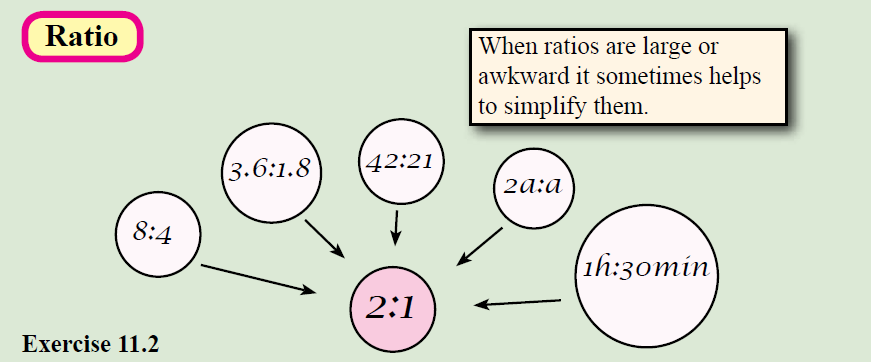 Ratio
When ratios are large or
awkward it sometimes helps
to simplify them.
3.6:1.8
42:21
2a:a
8:4
1h:30min
2:1
Exercise 11.2